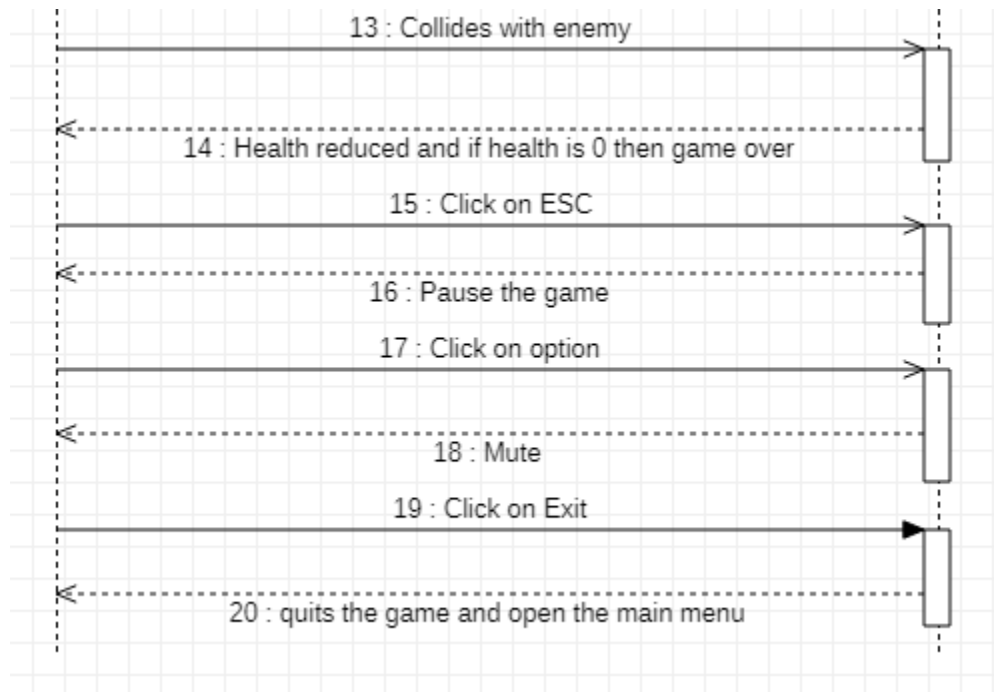 13 : Collides with enemy
14 : Health reduced and if health is 0 then game over
15 : Click on ESC
16 : Pause the game
17 : Click on option
18 : Mute
19 : Click on Exit
20 : quits the game and open the main menu